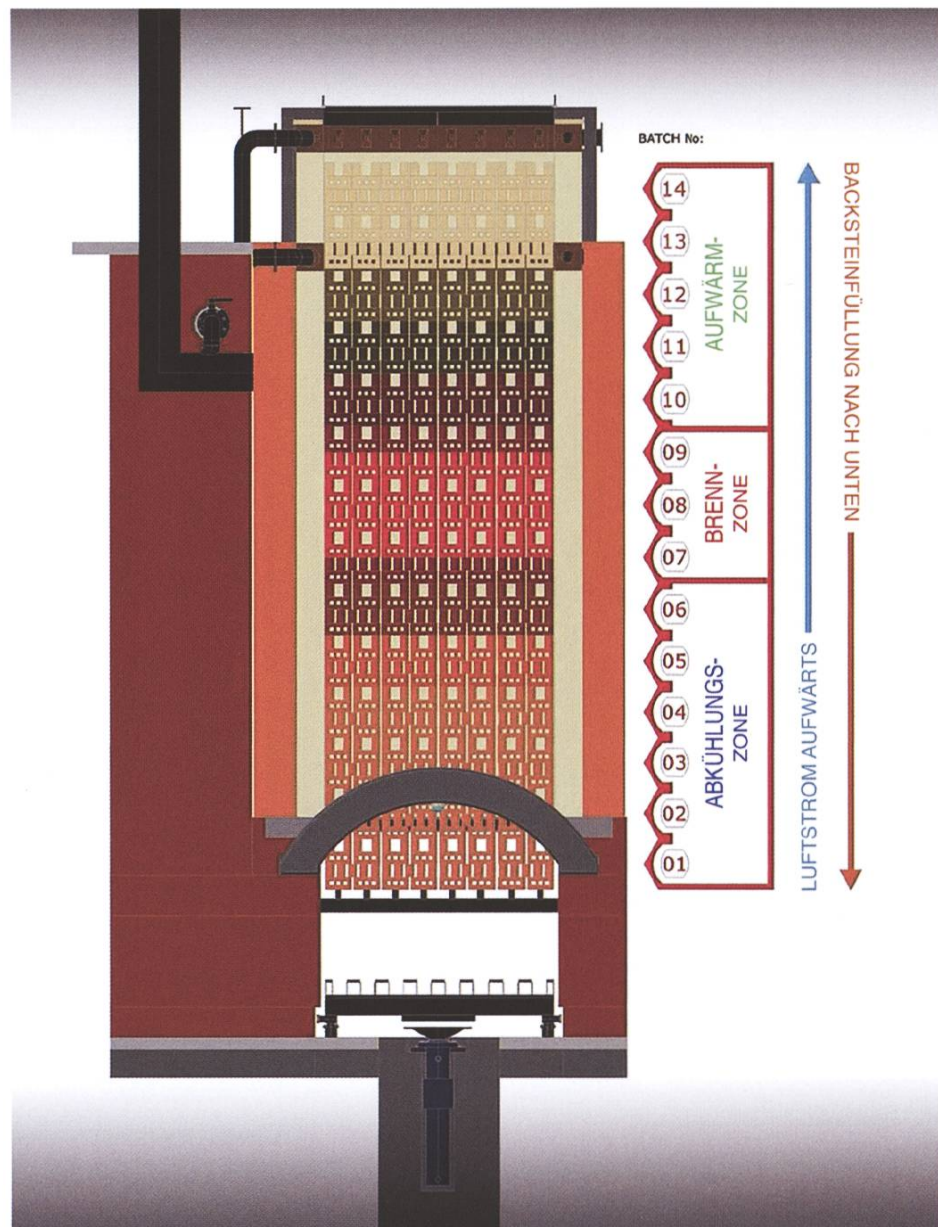 BATCH No:
14
13
12
11
10
09
08
07
06
05
04
03
02
01
AUFWÄRM-
ZONE
BRENN-
ZONE
ABKÜHLUNGS-
ZONE
LUFTSTROM AUFWÄRTS
BACKSTEINFÜLLUNG NACH UNTEN